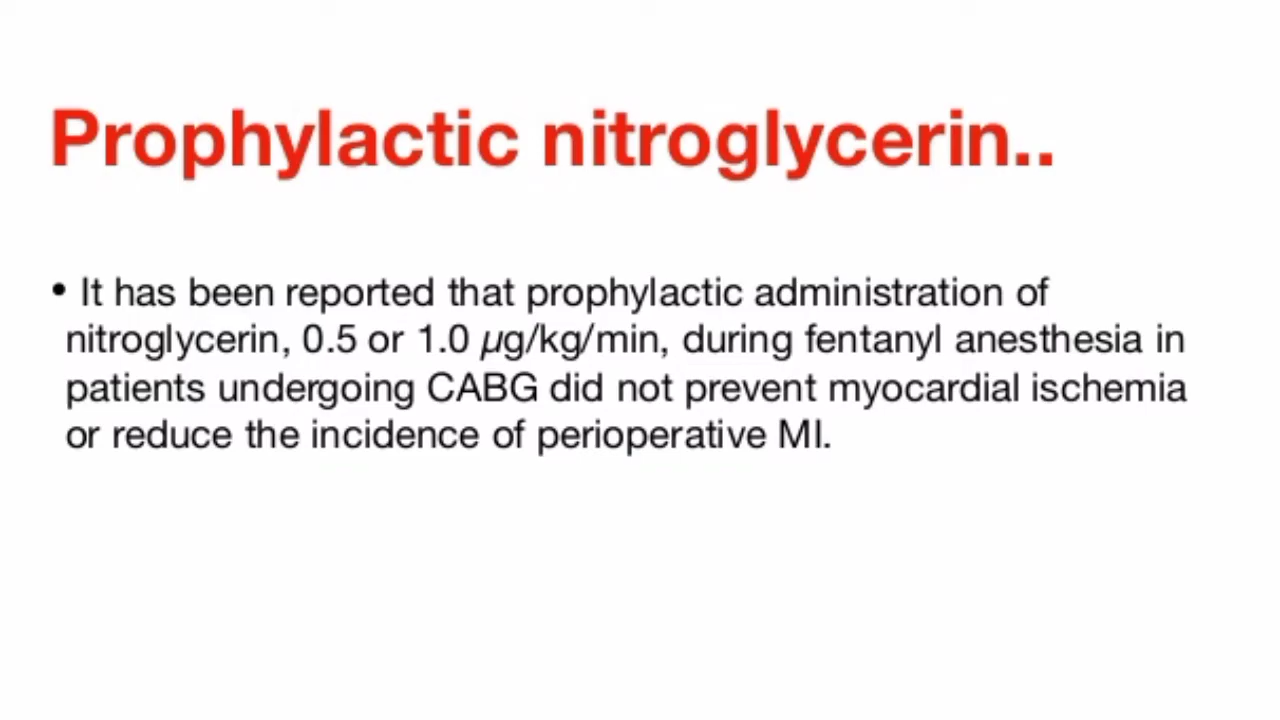 Prophylactic nitroglycerin..
• It has been reported that prophylactic administration of
nitroglycerin, 0.5 or 1.0 µg/kg/min, during fentanyl anesthesia in
patients undergoing CABG did not prevent myocardial ischemia
or reduce the incidence of perioperative MI.